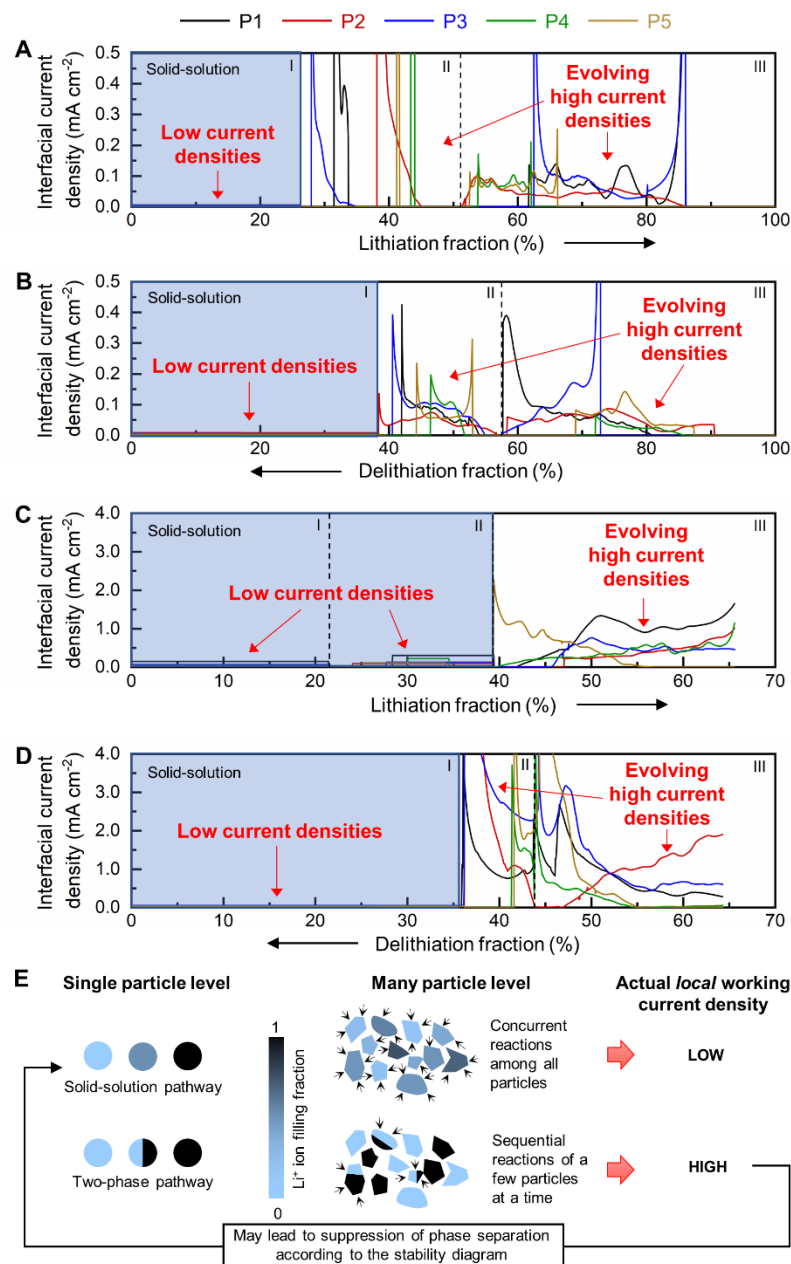 P1 P2 P3 P4 P5
A
Interfacial current
density (mA cm⁻²)
0.5
0.4
0.3
0.2
0.1
0.0
Solid-solution
I
II
III
Low current
densities
Evolving
high current
densities
0 20 40 60 80 100
Lithiation fraction (%)
B
Interfacial current
density (mA cm⁻²)
0.5
0.4
0.3
0.2
0.1
0.0
Solid-solution
I
II
III
Low current densities
Evolving
high current
densities
0 20 40 60 80 100
Delithiation fraction (%)
C
Interfacial current
density (mA cm⁻²)
4.0
3.0
2.0
1.0
0.0
Solid-solution
I
II
III
Low current densities
Evolving
high current
densities
0 10 20 30 40 50 60 70
Lithiation fraction (%)
D
Interfacial current
density (mA cm⁻²)
4.0
3.0
2.0
1.0
0.0
Solid-solution
I
II
III
Low current densities
Evolving
high current
densities
0 10 20 30 40 50 60 70
Delithiation fraction (%)
E
Single particle level
Many particle level
Actual local working
current density
Solid-solution pathway
Two-phase pathway
1
Li⁺ ion filling fraction
0
Concurrent
reactions
among all
particles
LOW
Sequential
reactions of a
few particles
at a time
HIGH
May lead to suppression of phase separation
according to the stability diagram